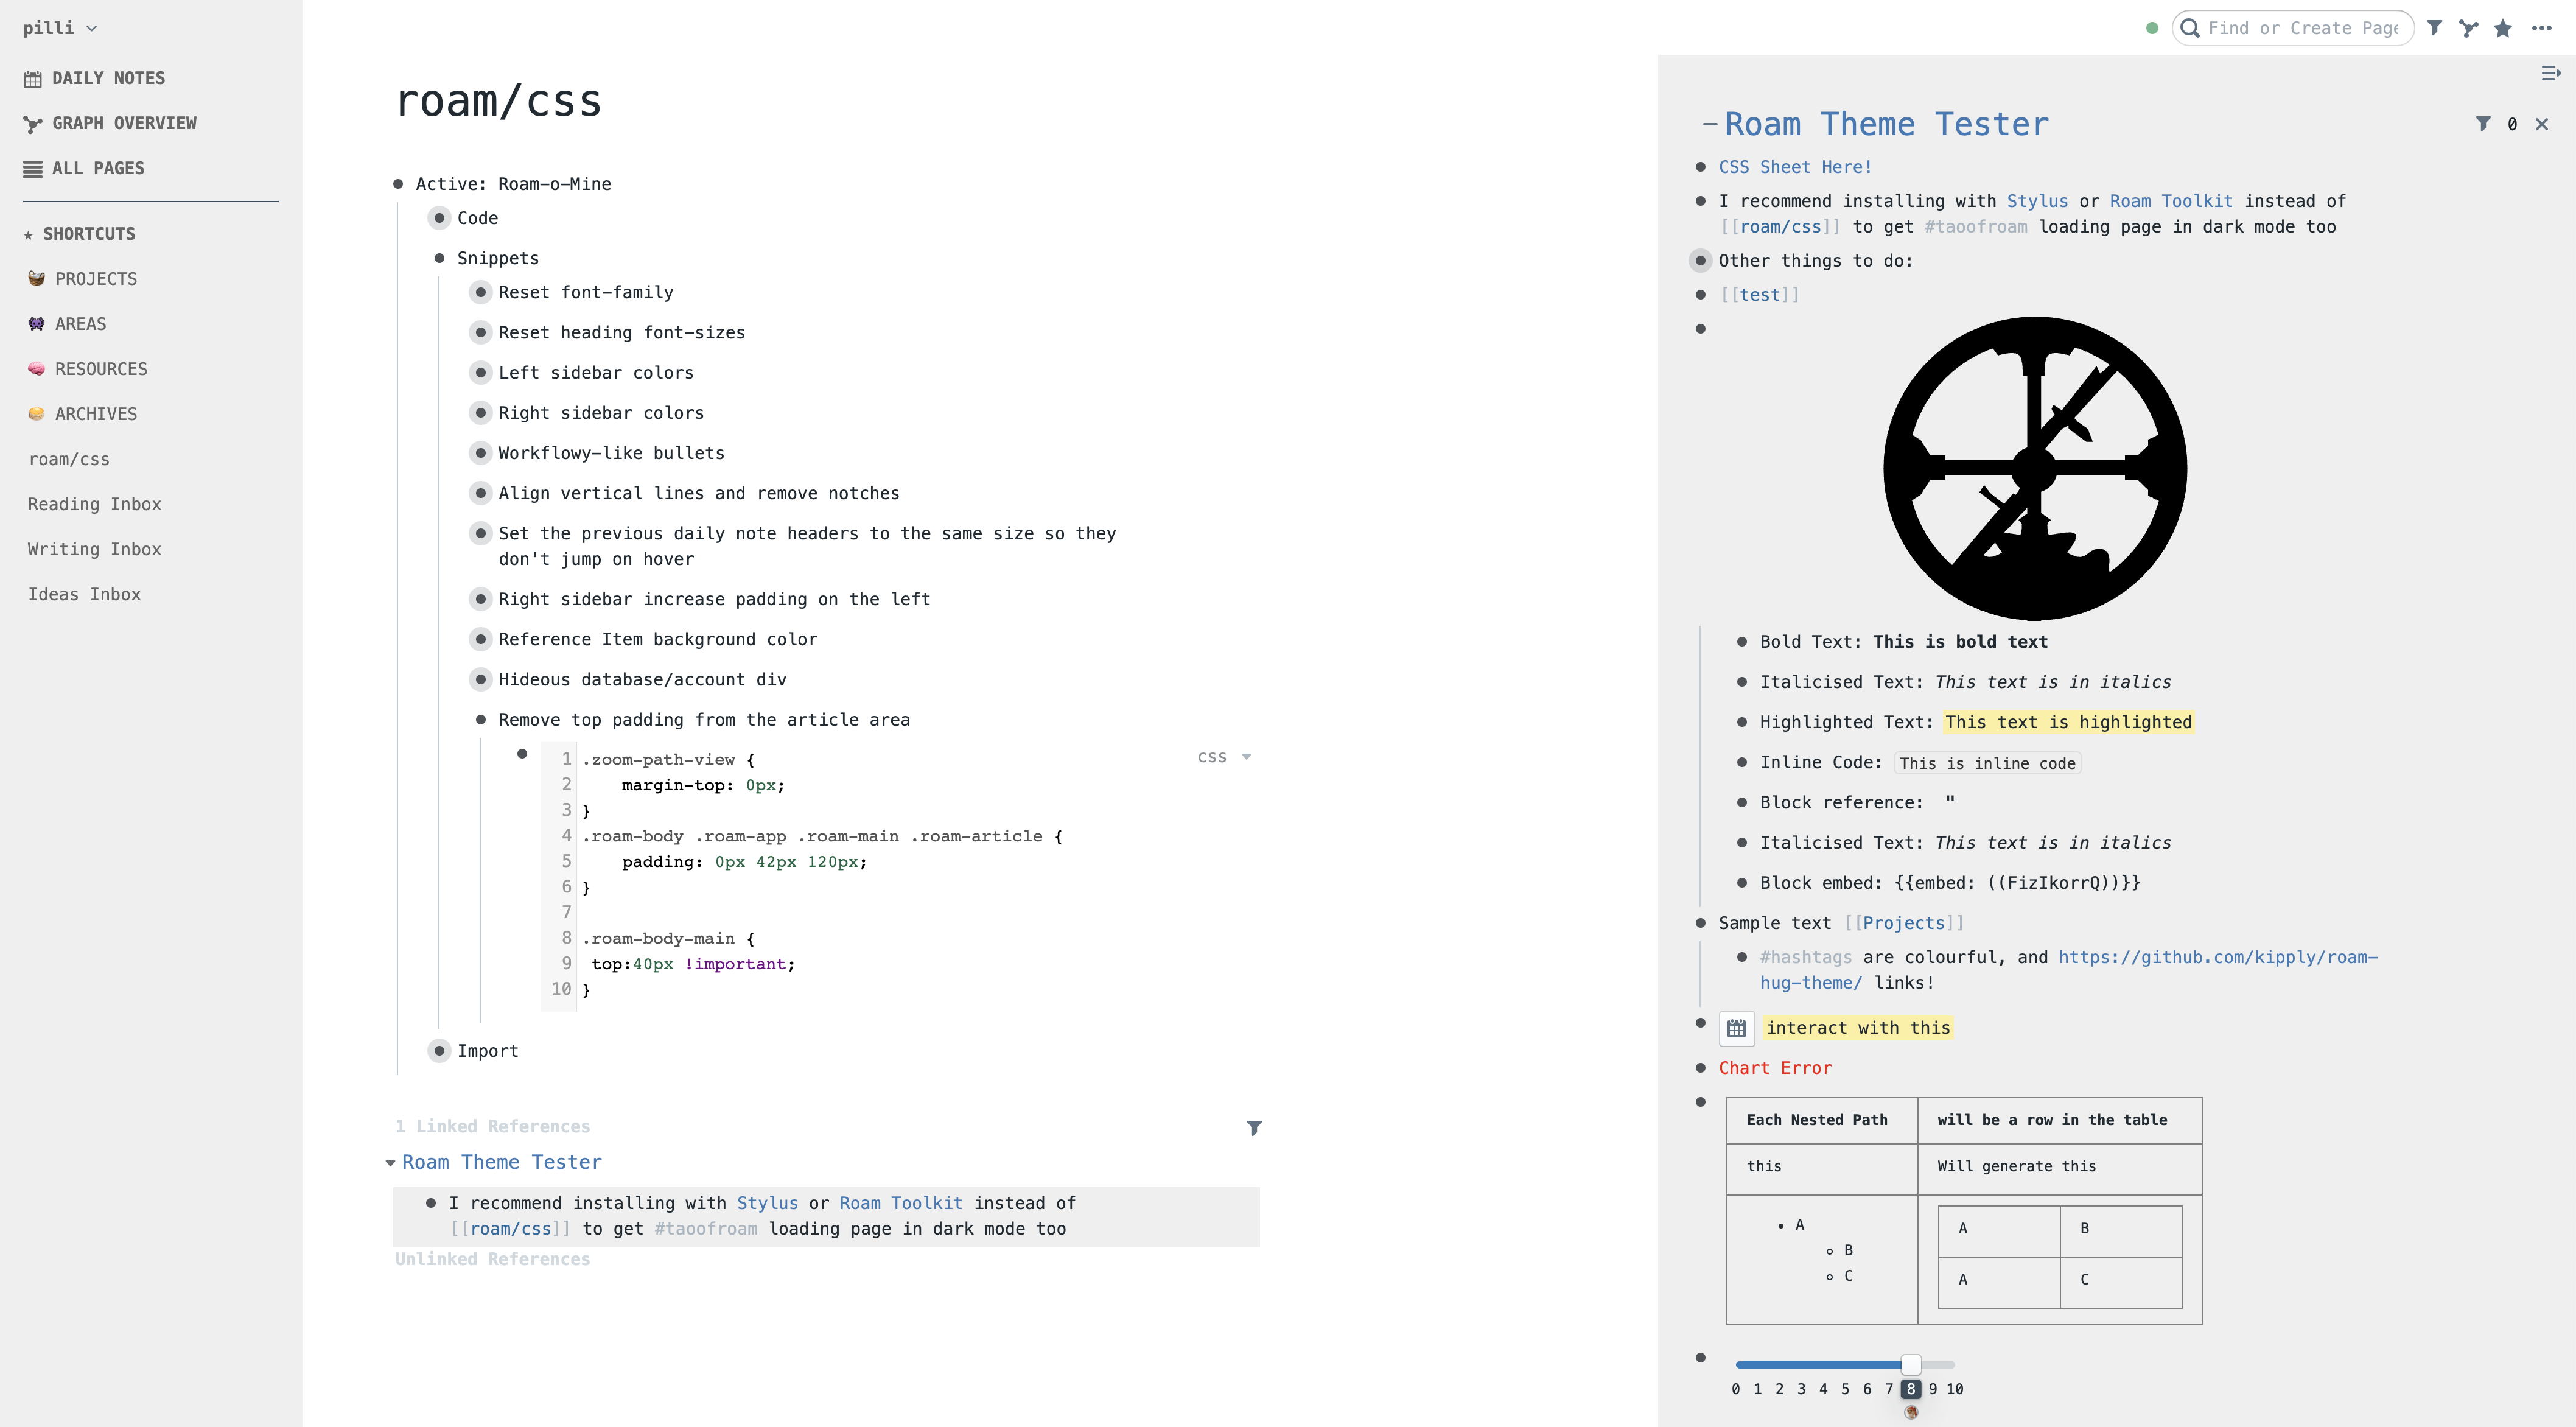 pilli
DAILY NOTES
GRAPH OVERVIEW
ALL PAGES
SHORTCUTS
PROJECTS
AREAS
RESOURCES
ARCHIVES
roam/css
Reading Inbox
Writing Inbox
Ideas Inbox
Find or Create Page
roam/css
Active: Roam-o-Mine
Code
Snippets
Reset font-family
Reset heading font-sizes
Left sidebar colors
Right sidebar colors
Workflowy-like bullets
Align vertical lines and remove notches
Set the previous daily note headers to the same size so they
don't jump on hover
Right sidebar increase padding on the left
Reference Item background color
Hideous database/account div
Remove top padding from the article area
css
1 .zoom-path-view {
2     margin-top: 0px;
3 }
4 .roam-body .roam-app .roam-main .roam-article {
5     padding: 0px 42px 120px;
6 }
7
8 .roam-body-main {
9  top:40px !important;
10 }
Import
1 Linked References
Roam Theme Tester
I recommend installing with Stylus or Roam Toolkit instead of
[[roam/css]] to get #taoofroam loading page in dark mode too
Unlinked References
Roam Theme Tester
0
CSS Sheet Here!
I recommend installing with Stylus or Roam Toolkit instead of
[[roam/css]] to get #taoofroam loading page in dark mode too
Other things to do:
[[test]]
Bold Text: This is bold text
Italicised Text: This text is in italics
Highlighted Text: This text is highlighted
Inline Code: This is inline code
Block reference: "
Italicised Text: This text is in italics
Block embed: {{embed: ((FizIkorrQ))}}
Sample text [[Projects]]
#hashtags are colourful, and https://github.com/kipply/roam-
hug-theme/ links!
interact with this
Chart Error
Each Nested Path will be a row in the table
this Will generate this
A
B
C
A B
A C
0 1 2 3 4 5 6 7 8 9 10